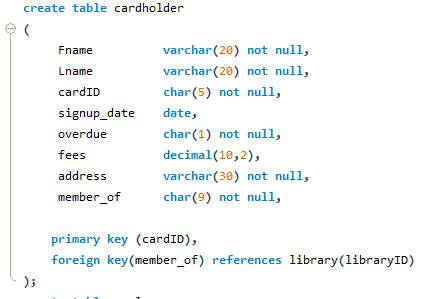 create table cardholder
(
Fname varchar(20) not null,
Lname varchar(20) not null,
cardID char(5) not null,
signup_date date,
overdue char(1) not null,
fees decimal(10,2),
address varchar(30) not null,
member_of char(9) not null,
primary key (cardID),
foreign key(member_of) references library(libraryID)
);